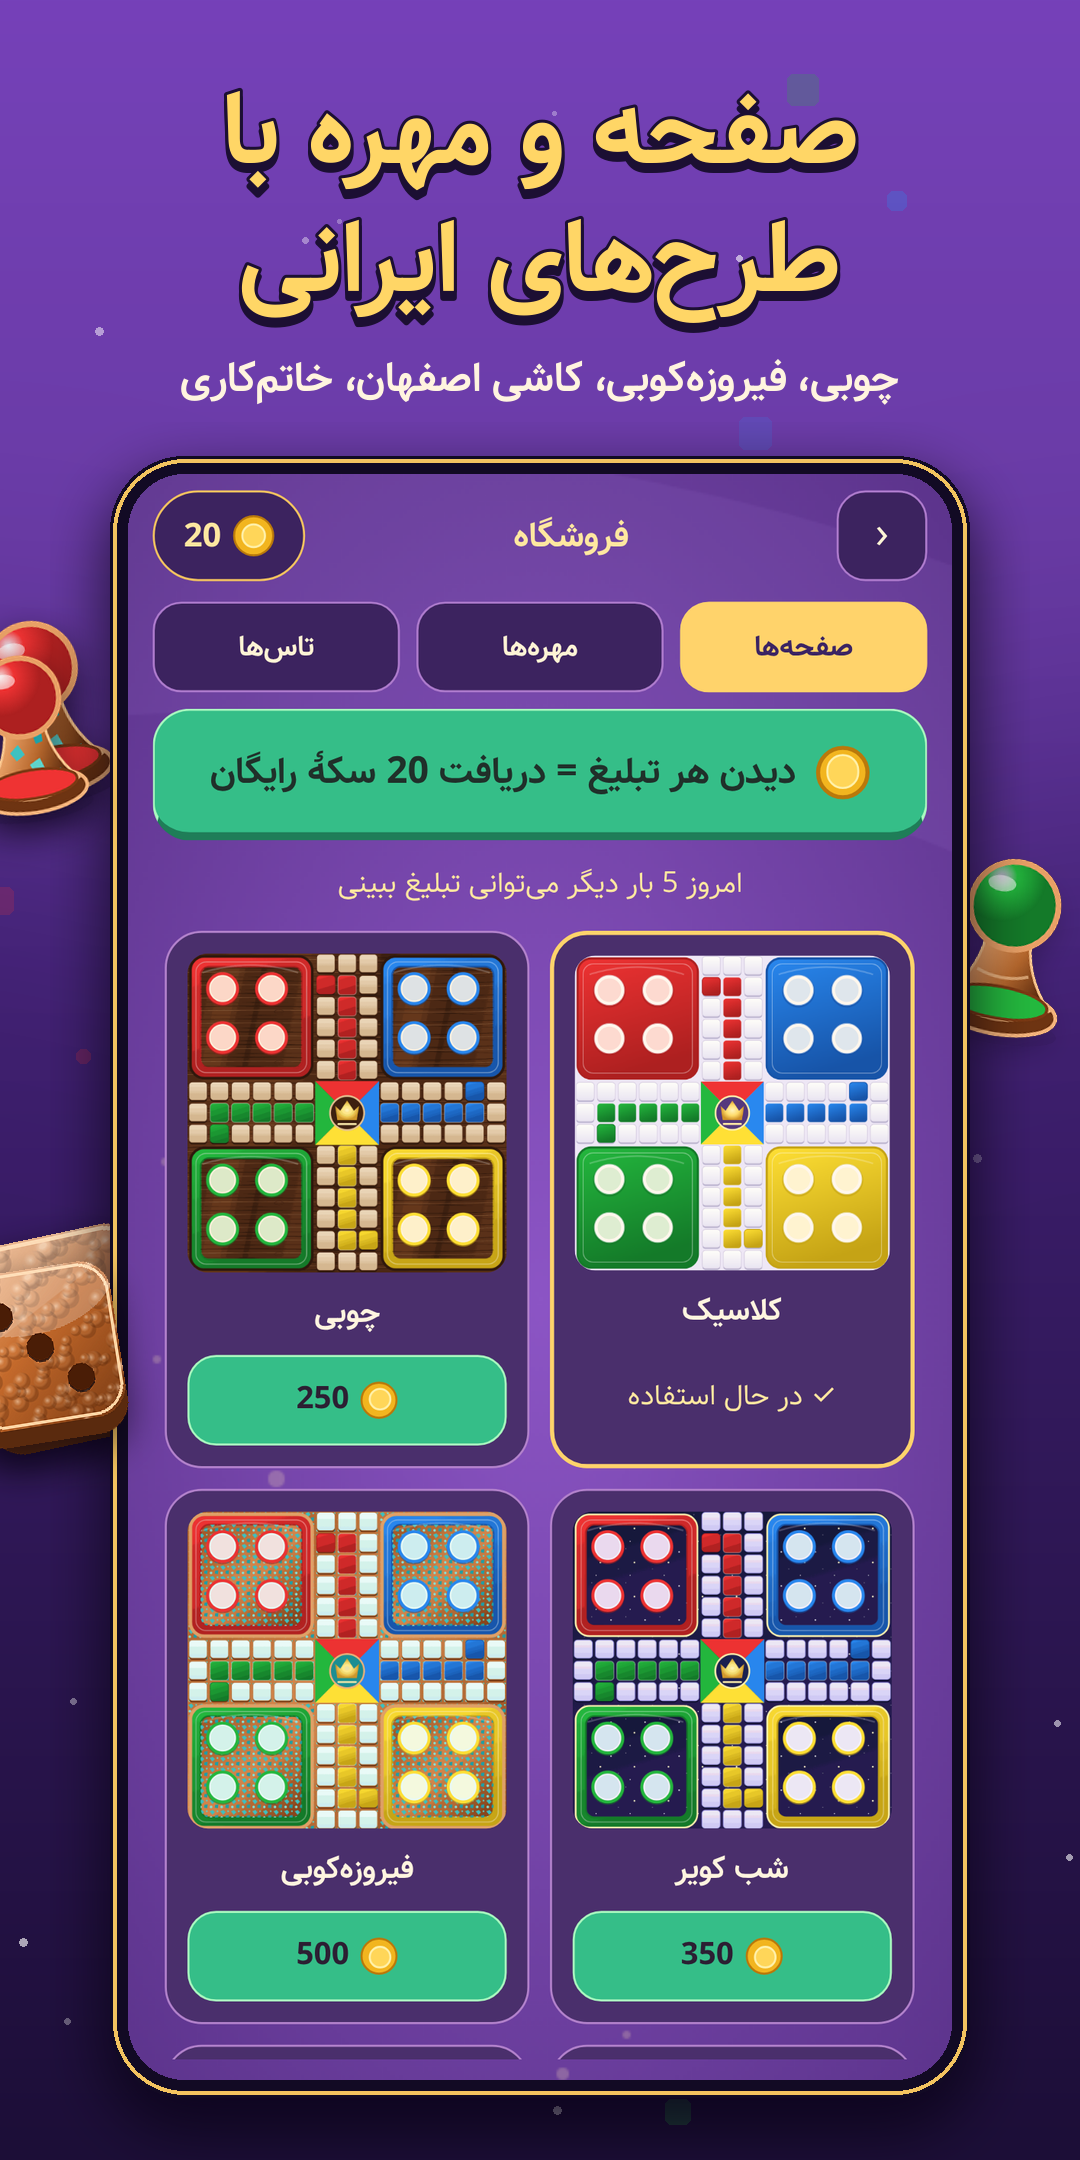 صفحه و مهره با
طرح‌های ایرانی
چوبی، فیروزه‌کوبی، کاشی اصفهان، خاتم‌کاری
فروشگاه
20
صفحه‌ها
مهره‌ها
تاس‌ها
دیدن هر تبلیغ = دریافت 20 سکهٔ رایگان
امروز 5 بار دیگر می‌توانی تبلیغ ببینی
کلاسیک
✓ در حال استفاده
چوبی
250
شب کویر
350
فیروزه‌کوبی
500